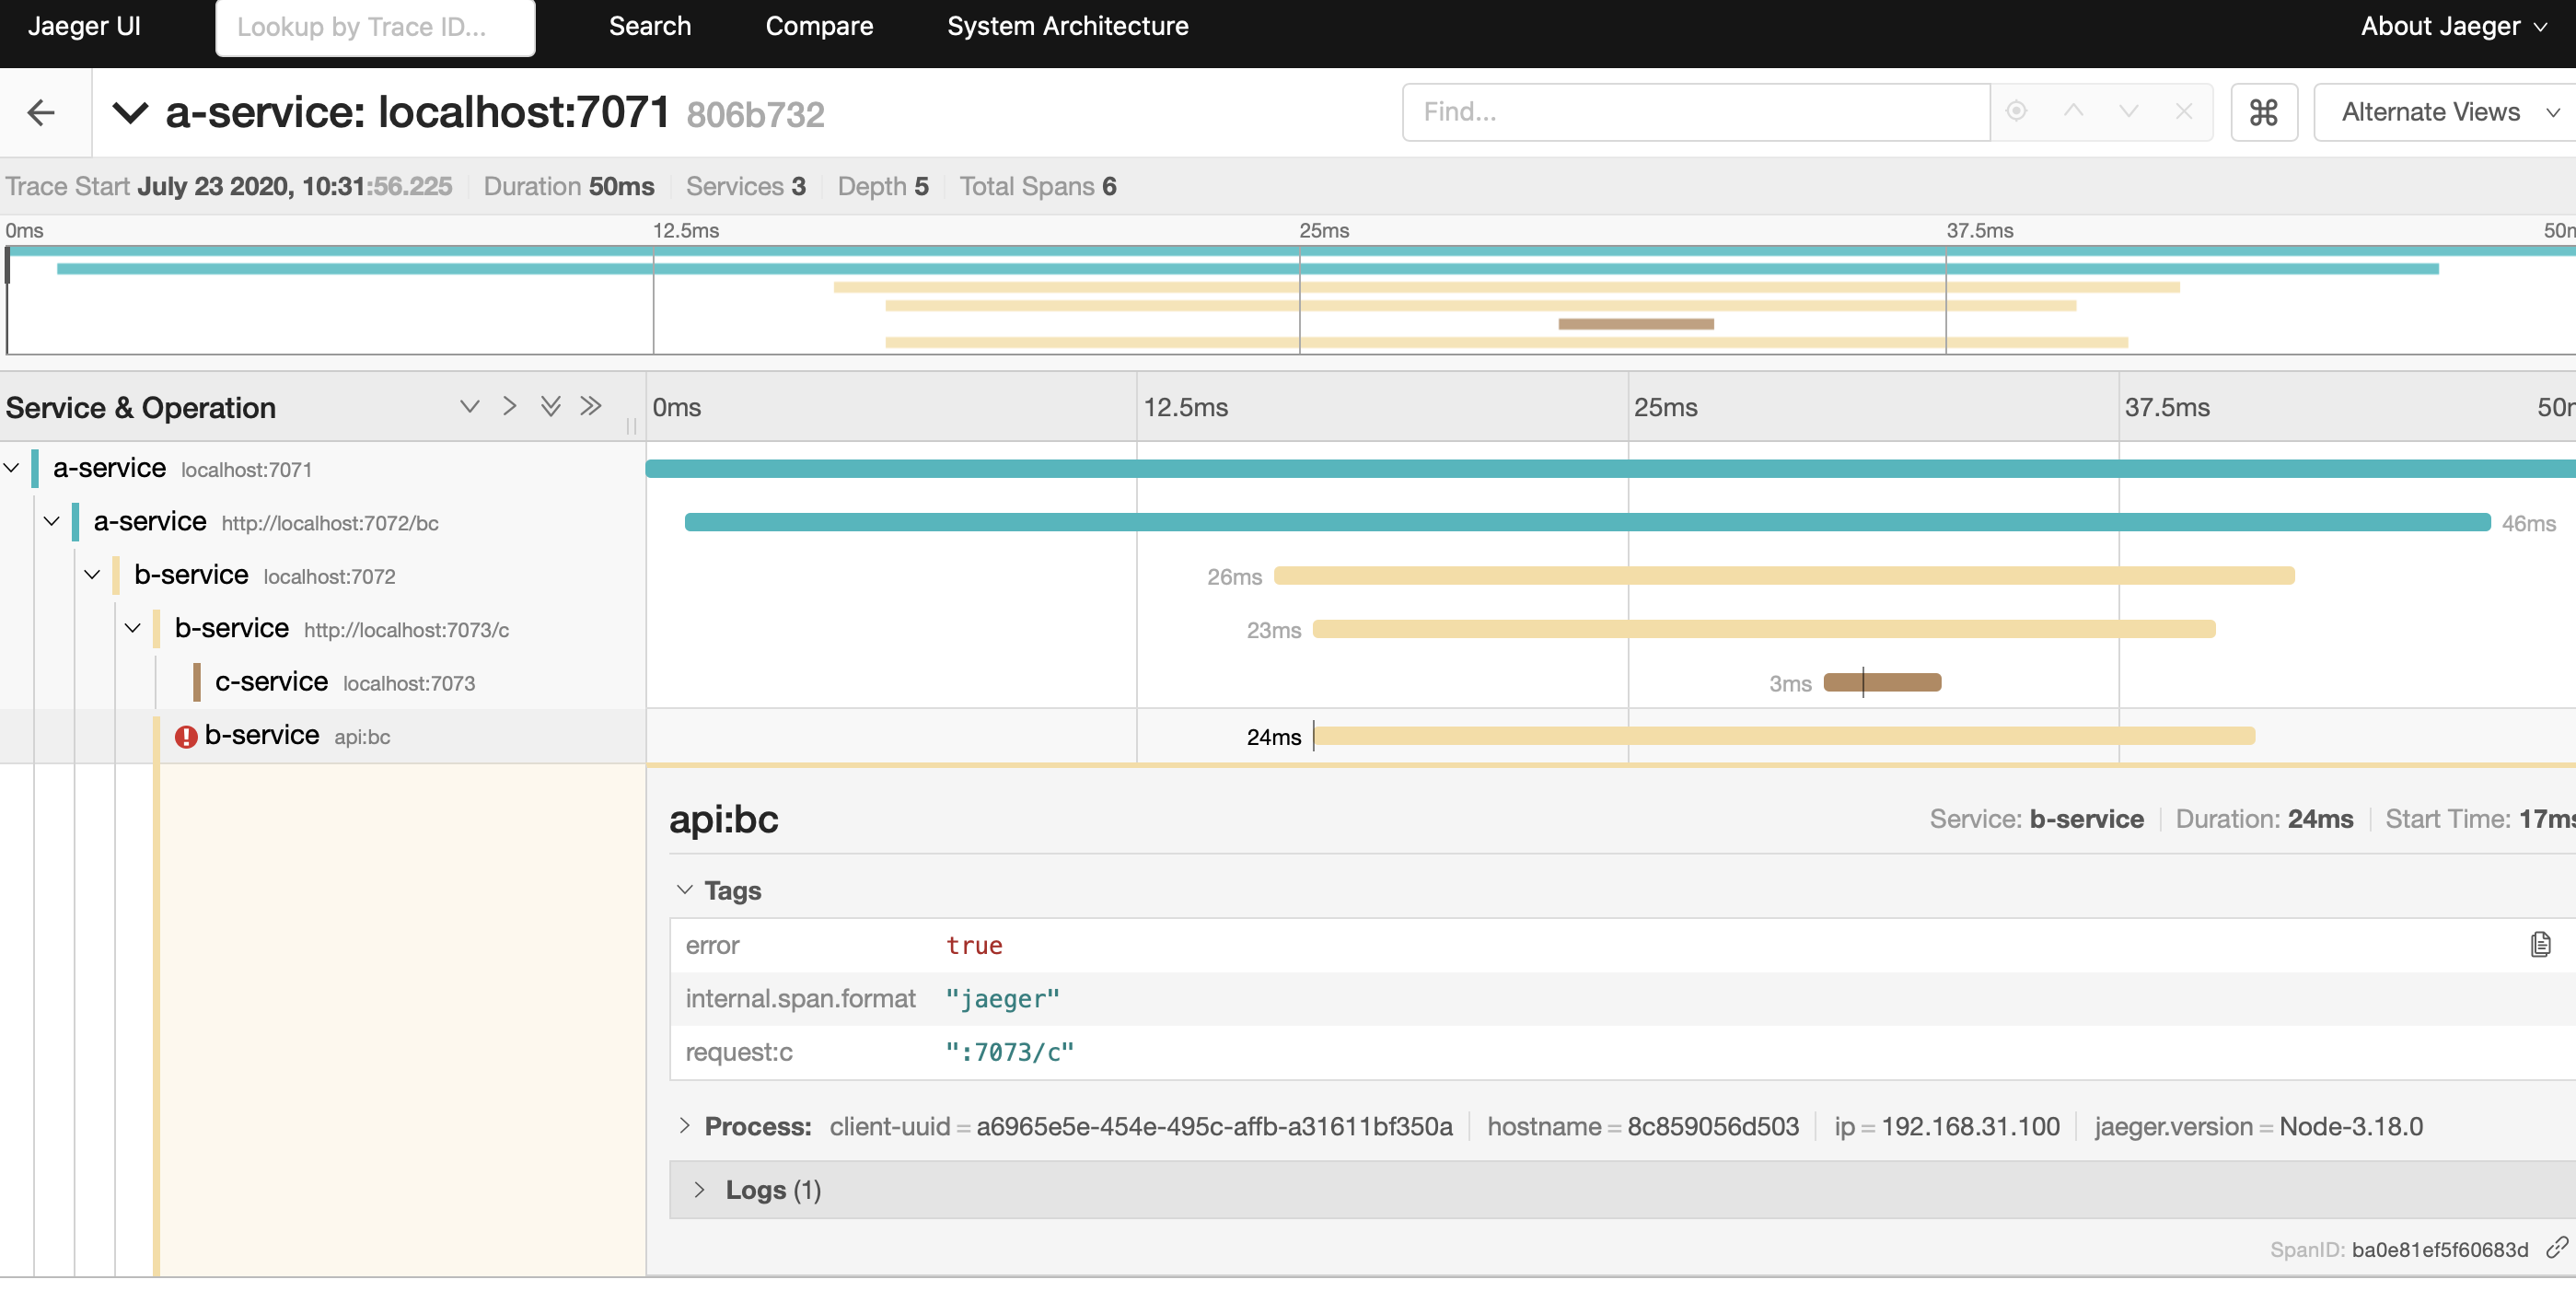 Jaeger UI Lookup by Trace ID... Search Compare System Architecture About Jaeger
a-service: localhost:7071 806b732 Find... ⌘ Alternate Views
Trace Start July 23 2020, 10:31:56.225 Duration 50ms Services 3 Depth 5 Total Spans 6
0ms 12.5ms 25ms 37.5ms 50m
Service & Operation 0ms 12.5ms 25ms 37.5ms 50m
a-service localhost:7071
a-service http://localhost:7072/bc 46ms
b-service localhost:7072 26ms
b-service http://localhost:7073/c 23ms
c-service localhost:7073 3ms
b-service api:bc 24ms
api:bc Service: b-service Duration: 24ms Start Time: 17ms
Tags
error true
internal.span.format "jaeger"
request:c ":7073/c"
Process: client-uuid = a6965e5e-454e-495c-affb-a31611bf350a hostname = 8c859056d503 ip = 192.168.31.100 jaeger.version = Node-3.18.0
Logs (1)
SpanID: ba0e81ef5f60683d